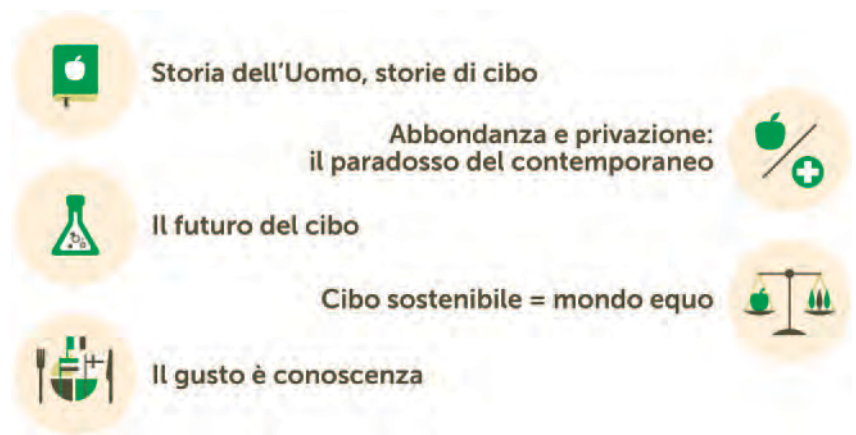 Storia dell'Uomo, storie di cibo
Abbondanza e privazione:
il paradosso del contemporaneo
Il futuro del cibo
Cibo sostenibile = mondo equo
Il gusto è conoscenza